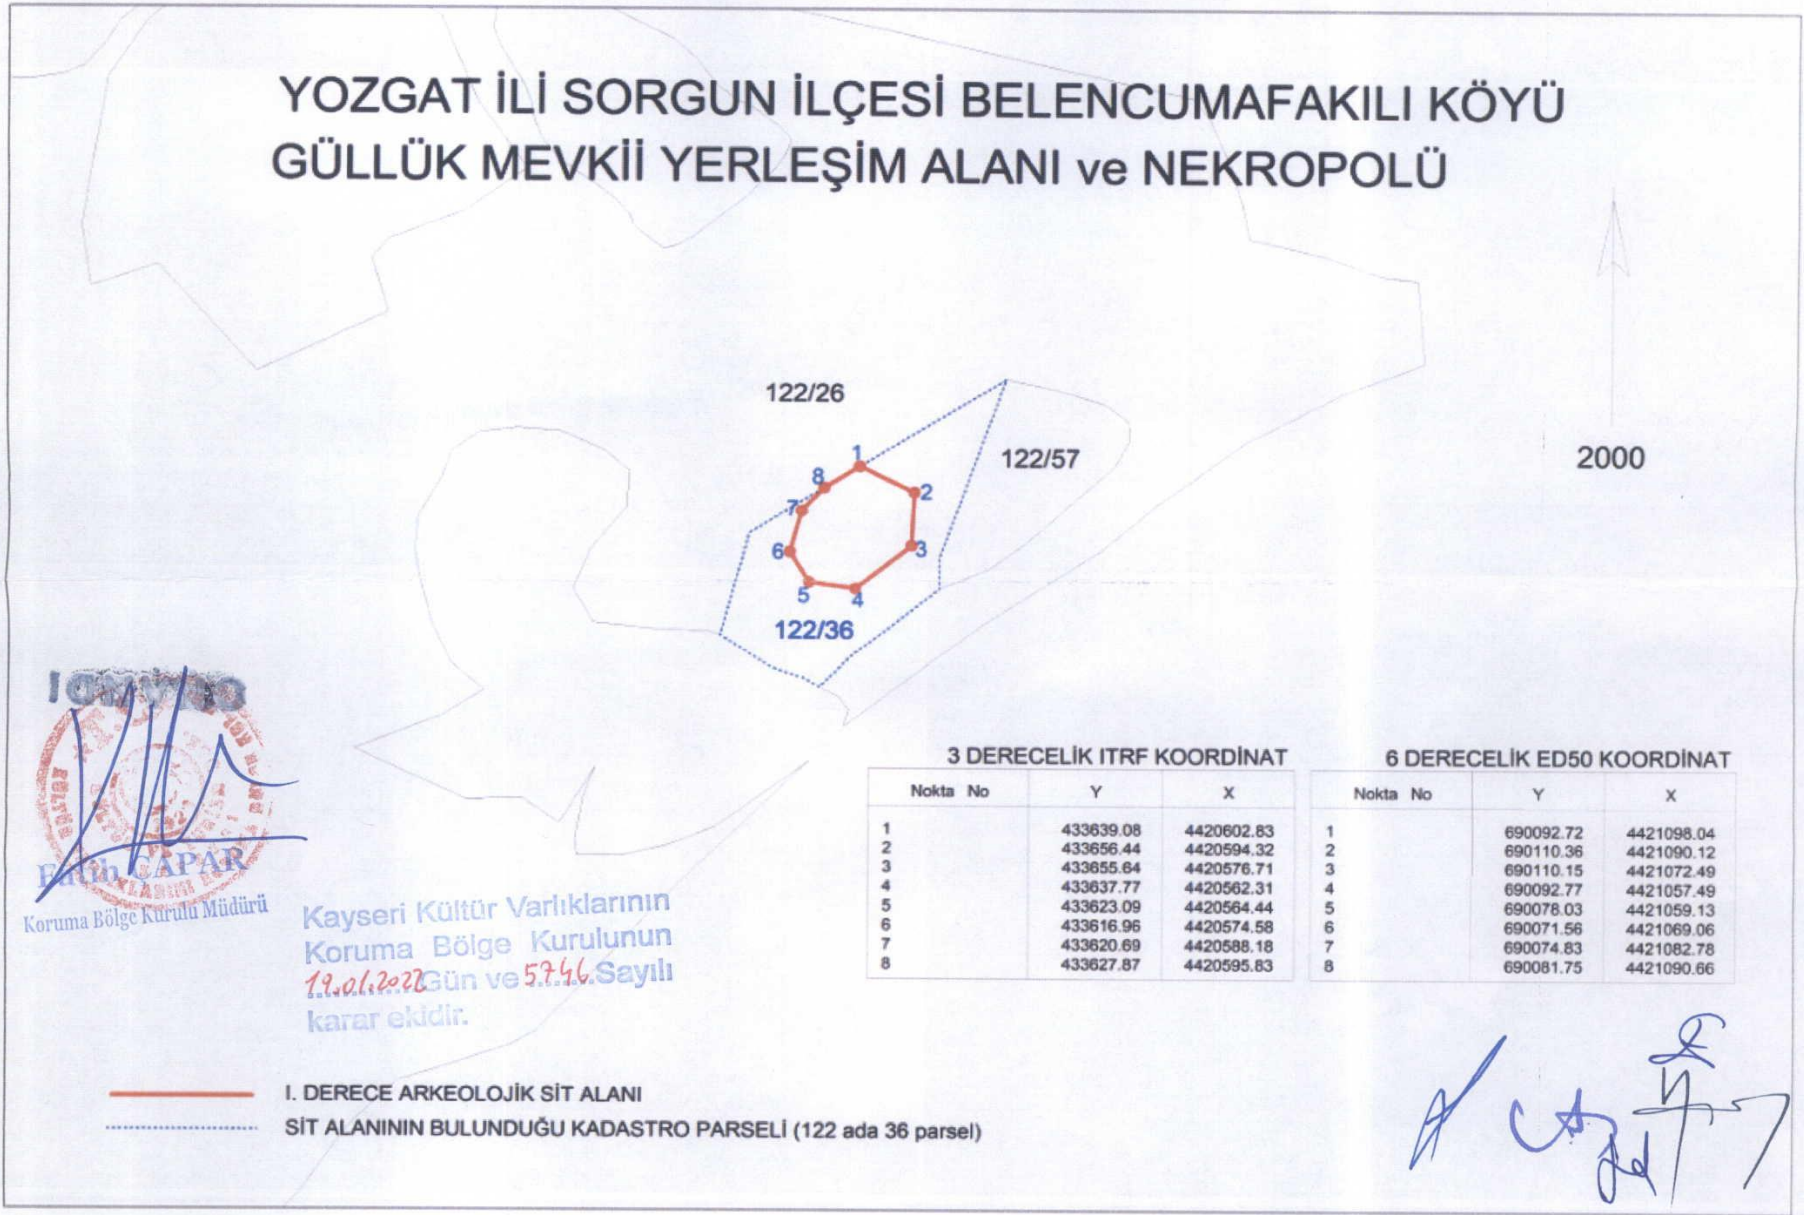 YOZGAT İLİ SORGUN İLÇESİ BELENCUMAFAKILI KÖYÜ
GÜLLÜK MEVKİİ YERLEŞİM ALANI ve NEKROPOLÜ
122/26
122/57
2000
1
2
3
4
5
6
7
8
122/36
Fatih ÇAPAR
Koruma Bölge Kurulu Müdürü
Kayseri Kültür Varlıklarının
Koruma Bölge Kurulunun
Gün ve 5746 Sayılı
karar ekidir.
3 DERECELİK ITRF KOORDİNAT
Nokta No Y X
1 433639.08 4420602.83
2 433656.44 4420594.32
3 433655.64 4420576.71
4 433637.77 4420562.31
5 433623.09 4420564.44
6 433616.96 4420574.58
7 433620.69 4420588.18
8 433627.87 4420595.83
6 DERECELİK ED50 KOORDİNAT
Nokta No Y X
1 690092.72 4421098.04
2 690110.36 4421090.12
3 690110.15 4421072.49
4 690092.77 4421057.49
5 690078.03 4421059.13
6 690071.56 4421069.06
7 690074.83 4421082.78
8 690081.75 4421090.66
I. DERECE ARKEOLOJİK SİT ALANI
SİT ALANININ BULUNDUĞU KADASTRO PARSELİ (122 ada 36 parsel)